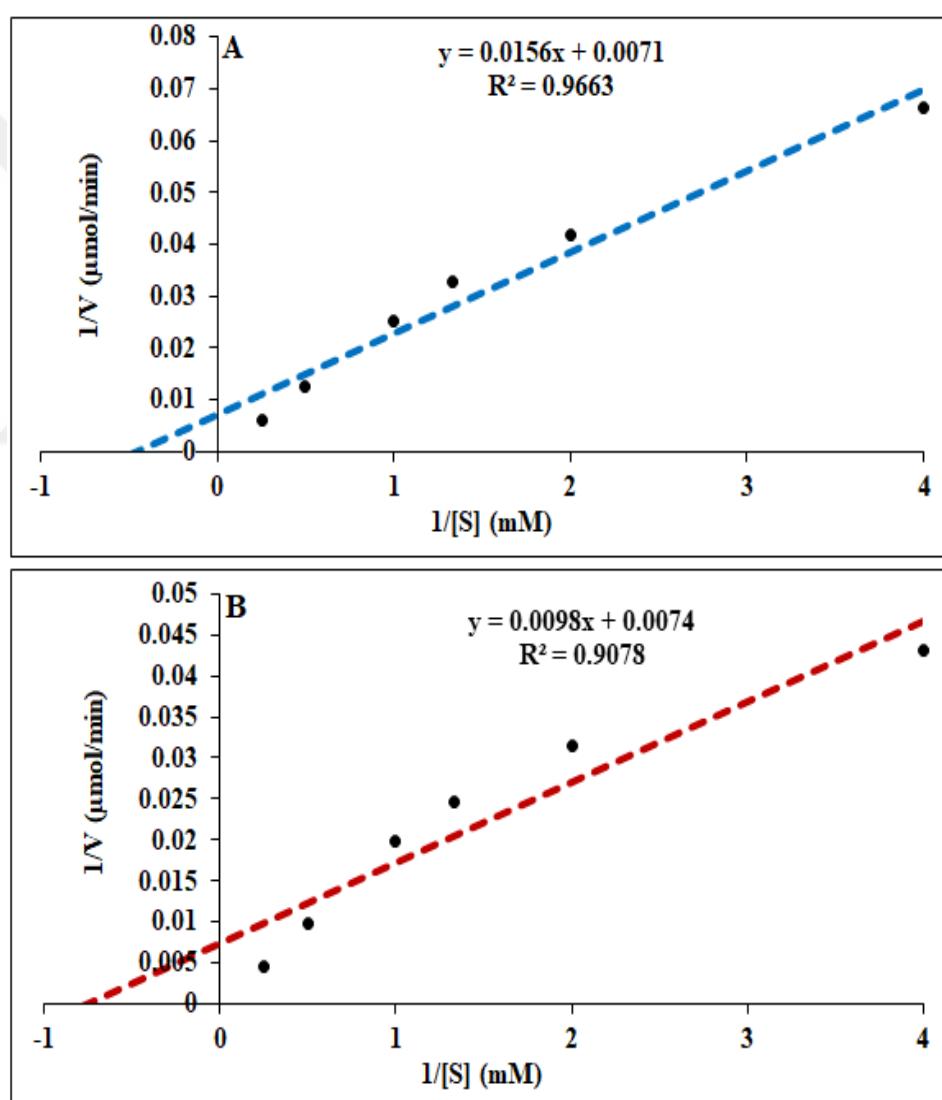 A
y = 0.0156x + 0.0071
R² = 0.9663
0.08
0.07
0.06
0.05
0.04
0.03
0.02
0.01
0
1/V (µmol/min)
-1 0 1 2 3 4
1/[S] (mM)
B
y = 0.0098x + 0.0074
R² = 0.9078
0.05
0.045
0.04
0.035
0.03
0.025
0.02
0.015
0.01
0.005
0
1/V (µmol/min)
-1 0 1 2 3 4
1/[S] (mM)